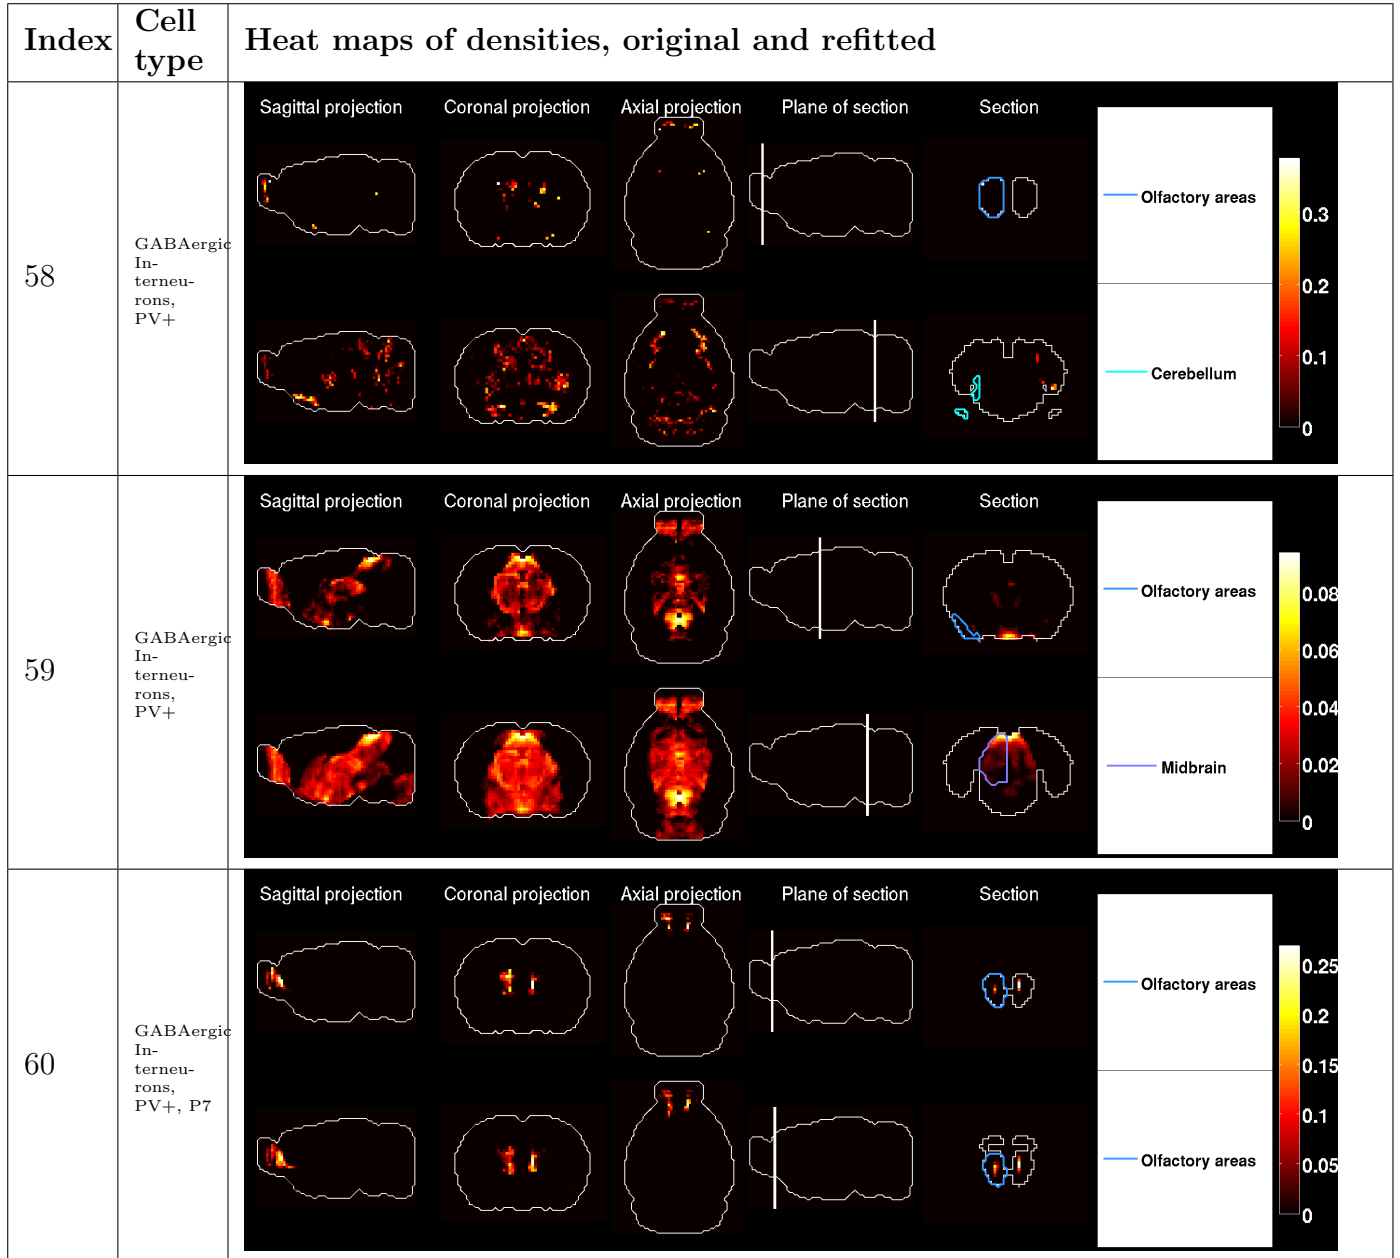 Index
Cell
type
Heat maps of densities, original and refitted
58
GABAergic
In-
terneu-
rons,
PV+
Sagittal projection
Coronal projection
Axial projection
Plane of section
Section
Olfactory areas
Cerebellum
0.3
0.2
0.1
0
59
GABAergic
In-
terneu-
rons,
PV+
Sagittal projection
Coronal projection
Axial projection
Plane of section
Section
Olfactory areas
Midbrain
0.08
0.06
0.04
0.02
0
60
GABAergic
In-
terneu-
rons,
PV+, P7
Sagittal projection
Coronal projection
Axial projection
Plane of section
Section
Olfactory areas
Olfactory areas
0.25
0.2
0.15
0.1
0.05
0